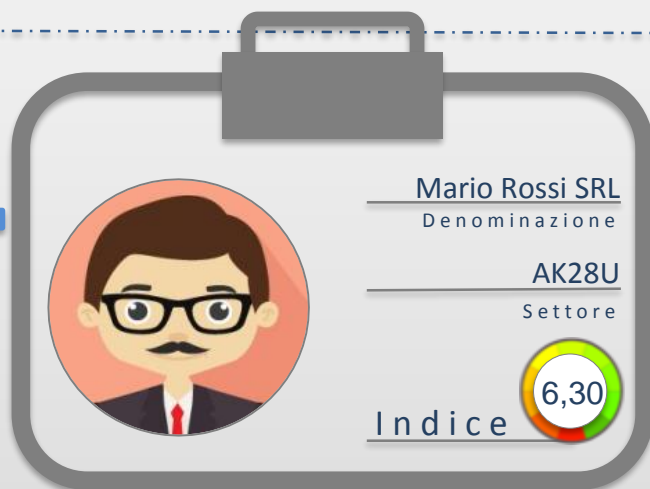 Mario Rossi SRL
Denominazione
AK28U
Settore
6,30
Indice